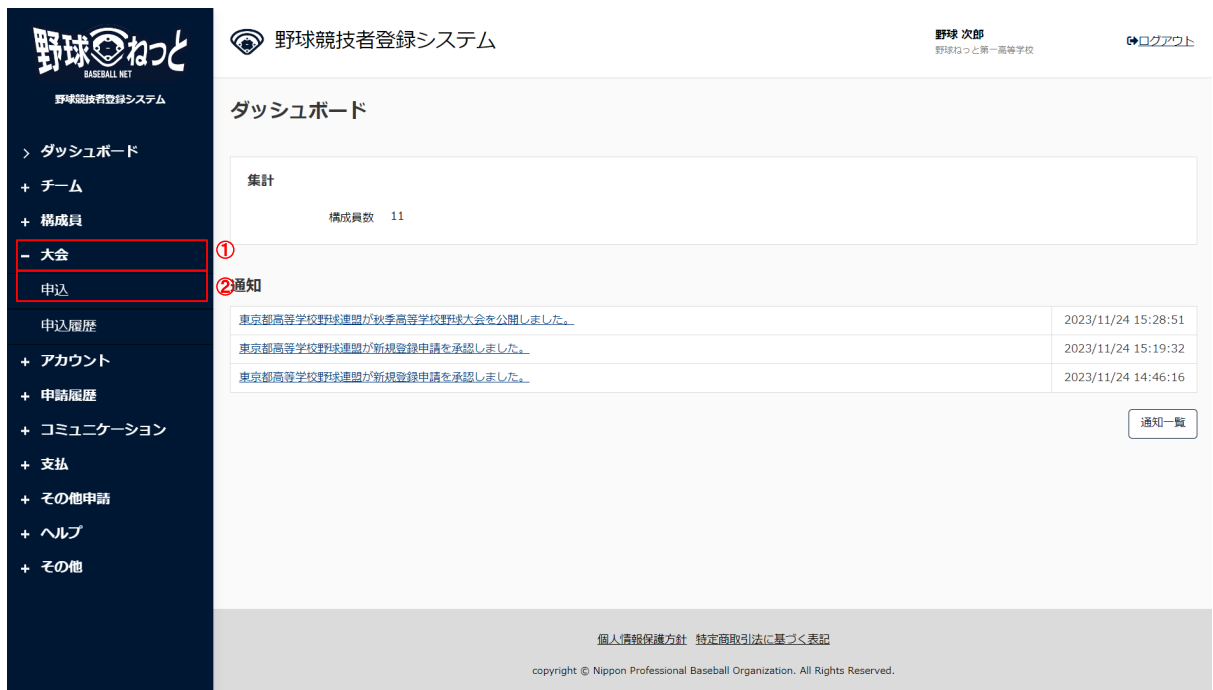 野球ねっと
BASEBALL NET
野球競技者登録システム
ダッシュボード
+ チーム
+ 構成員
- 大会
申込
申込履歴
+ アカウント
+ 申請履歴
+ コミュニケーション
+ 支払
+ その他申請
+ ヘルプ
+ その他
①
②
野球競技者登録システム
野球 次郎
野球ねっと第一高等学校
ログアウト
ダッシュボード
集計
構成員数 11
通知
東京都高等学校野球連盟が秋季高等学校野球大会を公開しました。 2023/11/24 15:28:51
東京都高等学校野球連盟が新規登録申請を承認しました。 2023/11/24 15:19:32
東京都高等学校野球連盟が新規登録申請を承認しました。 2023/11/24 14:46:16
通知一覧
個人情報保護方針 特定商取引法に基づく表記
copyright © Nippon Professional Baseball Organization. All Rights Reserved.